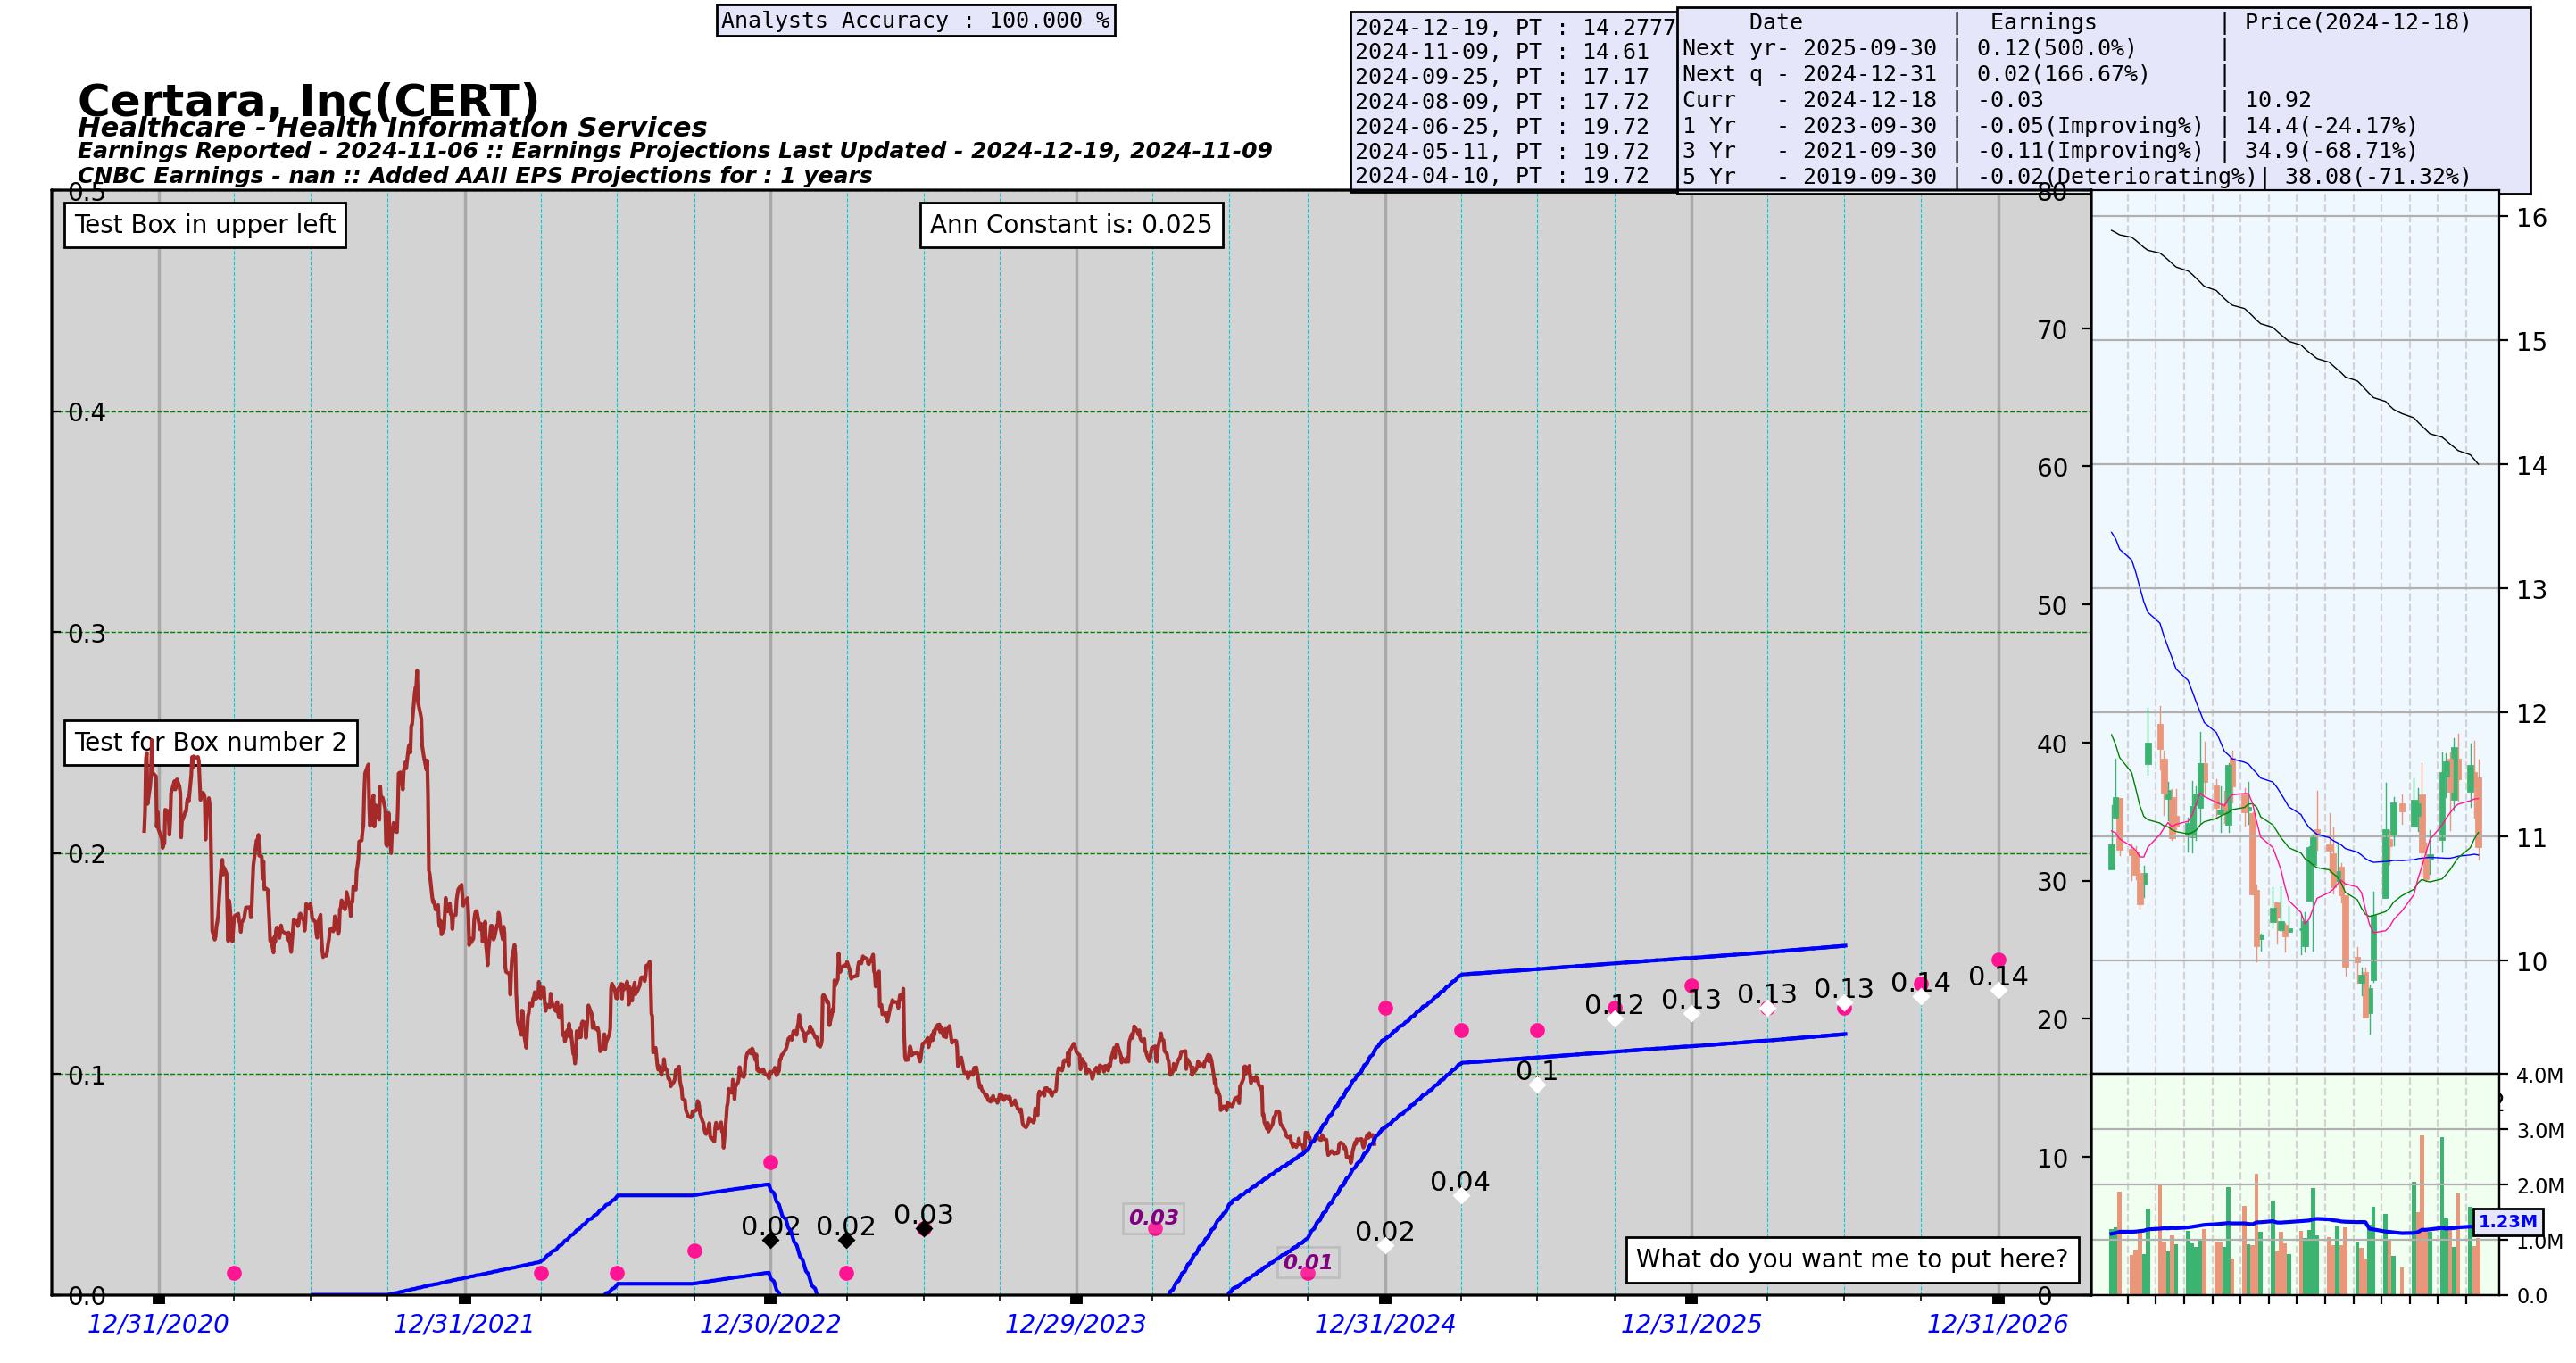 Analysts Accuracy : 100.000 %
2024-12-19, PT : 14.2777
2024-11-09, PT : 14.61
2024-09-25, PT : 17.17
2024-08-09, PT : 17.72
2024-06-25, PT : 19.72
2024-05-11, PT : 19.72
2024-04-10, PT : 19.72
Date | Earnings | Price(2024-12-18)
Next yr- 2025-09-30 | 0.12(500.0%) |
Next q - 2024-12-31 | 0.02(166.67%) |
Curr - 2024-12-18 | -0.03 | 10.92
1 Yr - 2023-09-30 | -0.05(Improving%) | 14.4(-24.17%)
3 Yr - 2021-09-30 | -0.11(Improving%) | 34.9(-68.71%)
5 Yr - 2019-09-30 | -0.02(Deteriorating%)| 38.08(-71.32%)
Certara, Inc(CERT)
Healthcare - Health Information Services
Earnings Reported - 2024-11-06 :: Earnings Projections Last Updated - 2024-12-19, 2024-11-09
CNBC Earnings - nan :: Added AAII EPS Projections for : 1 years
Test Box in upper left
Ann Constant is: 0.025
Test for Box number 2
What do you want me to put here?
0.5
0.4
0.3
0.2
0.1
0.0
0.02
0.02
0.03
0.03
0.01
0.02
0.04
0.1
0.12
0.13
0.13
0.13
0.14
0.14
80
70
60
50
40
30
20
10
0
16
15
14
13
12
11
10
4.0M
3.0M
2.0M
1.23M
1.0M
0.0
12/31/2020
12/31/2021
12/30/2022
12/29/2023
12/31/2024
12/31/2025
12/31/2026